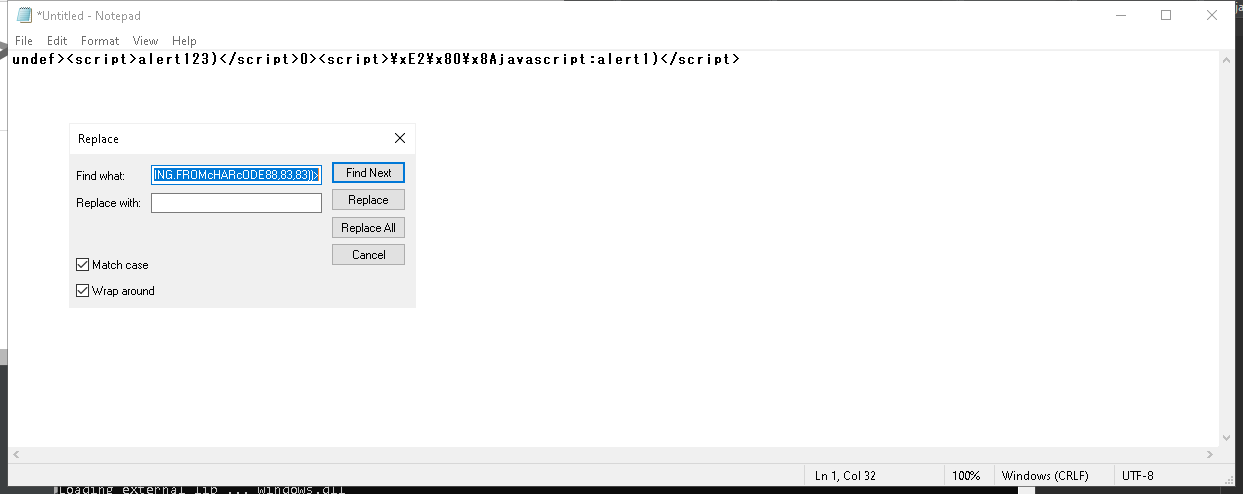 *Untitled - Notepad
File Edit Format View Help
undef><script>alert123)</script>0><script>¥xE2¥x80¥x8Ajavascript:alert1)</script>
Replace
Find what: ING.FROMcHARcODE88,83,83))> Find Next
Replace with: Replace
Replace All
Cancel
Match case
Wrap around
Ln 1, Col 32 100% Windows (CRLF) UTF-8
Loading external lib ... windows.dll